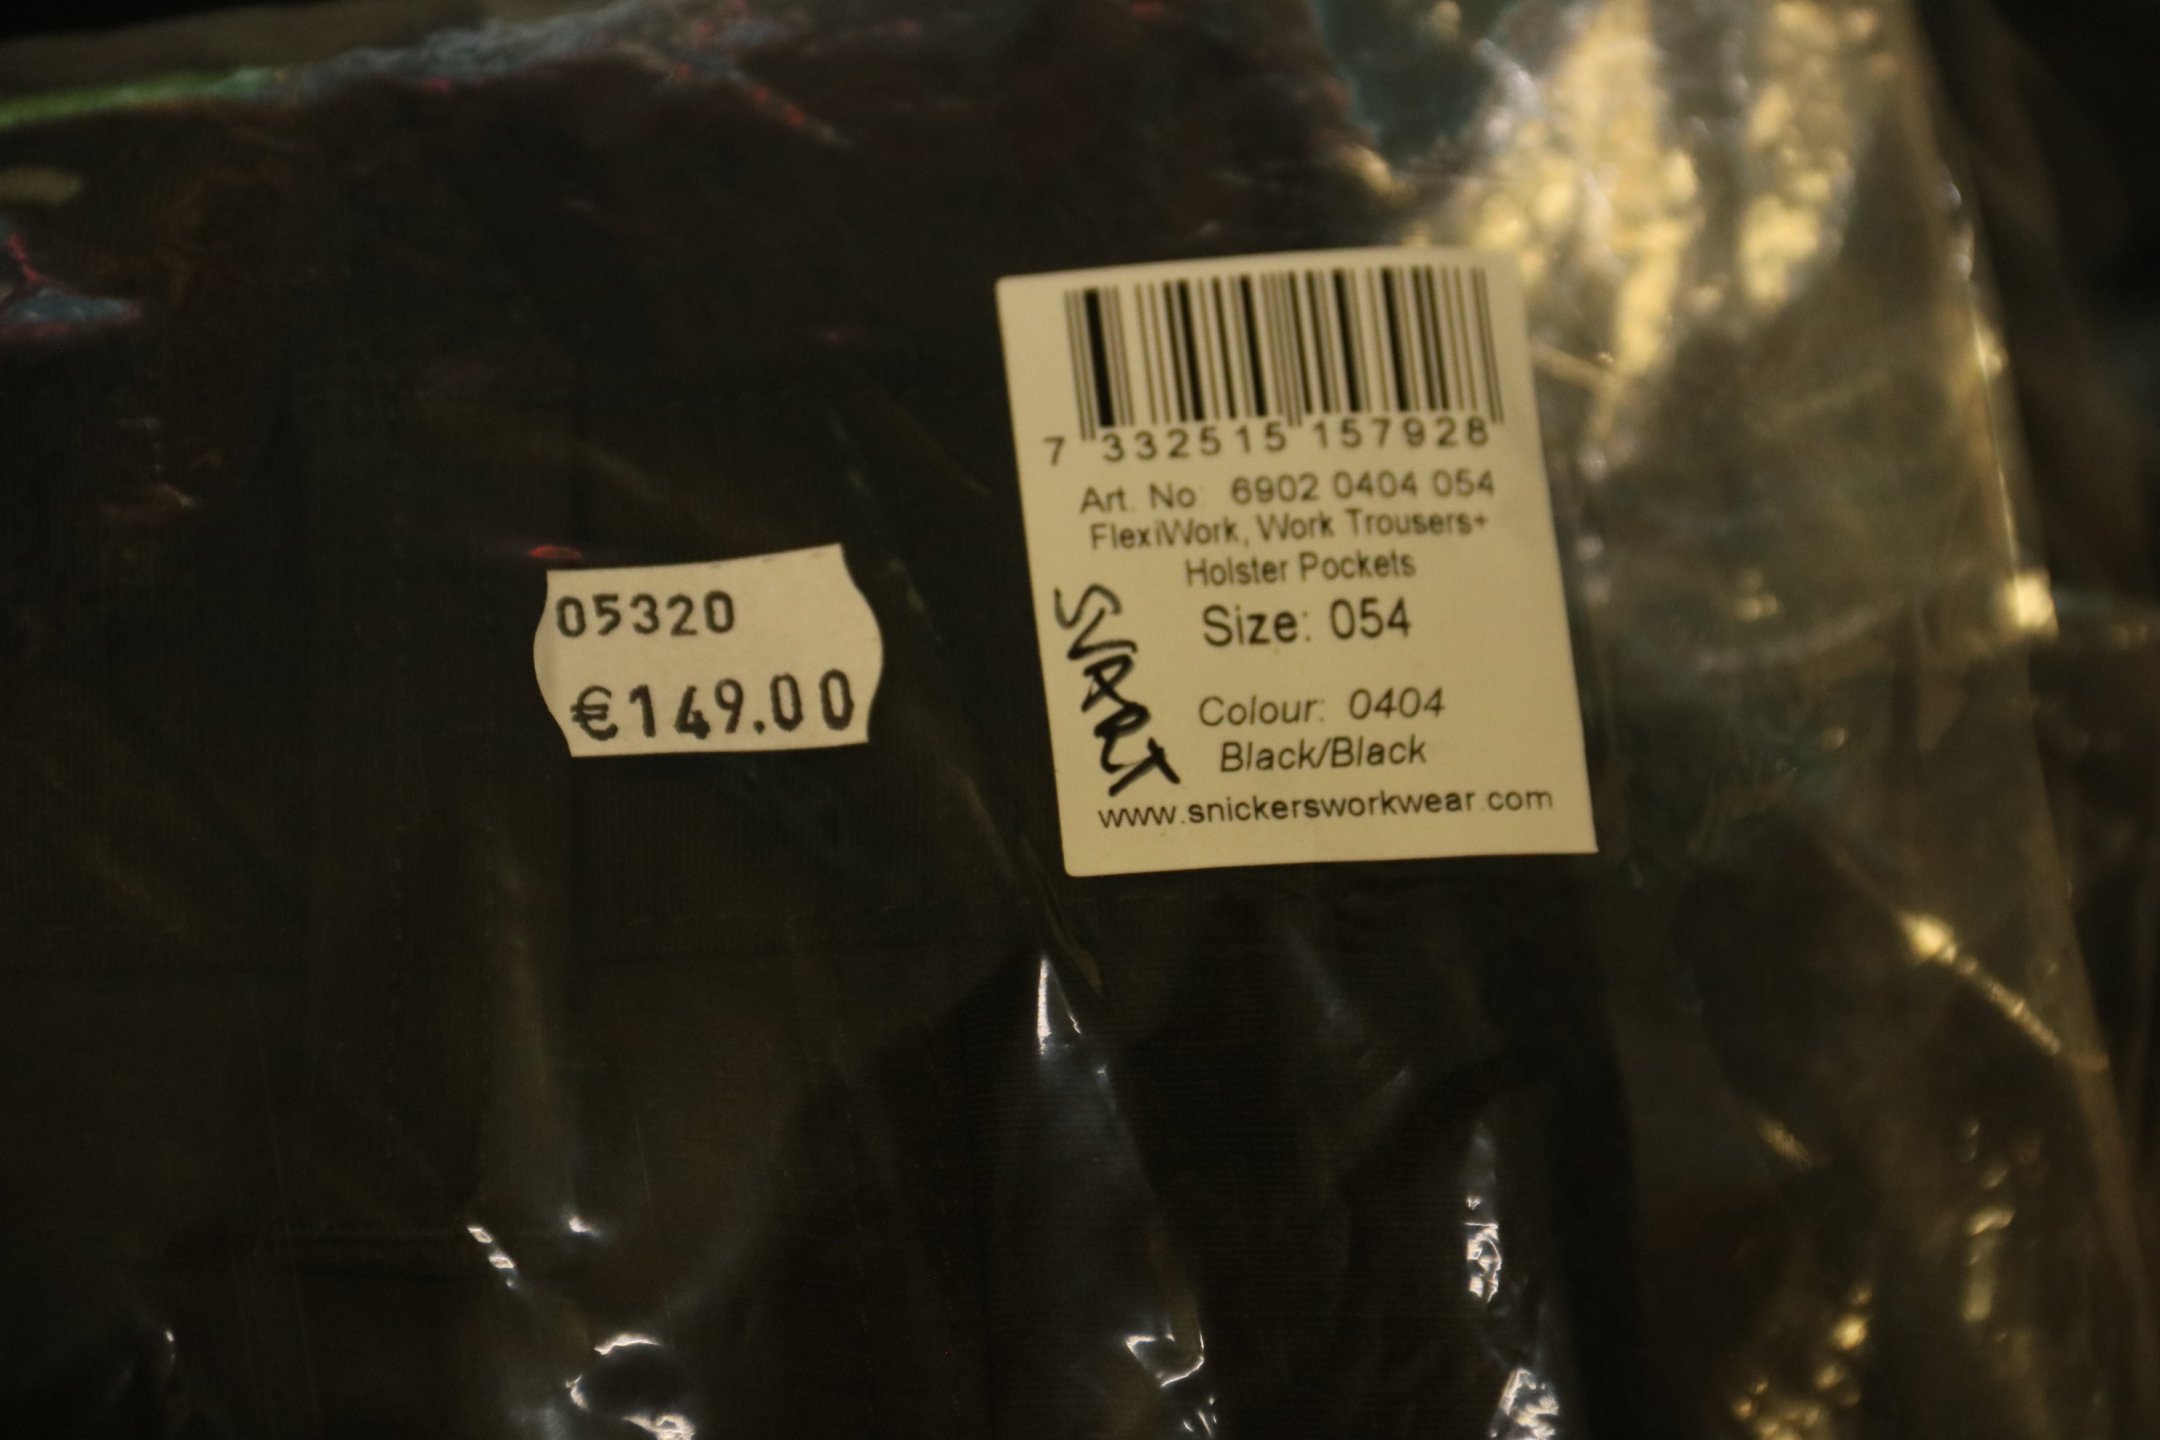 05320
€149.00
7 332515 157928
Art. No: 6902 0404 054
FlexiWork, Work Trousers+
Holster Pockets
Size: 054
SVART
Colour: 0404
Black/Black
www.snickersworkwear.com